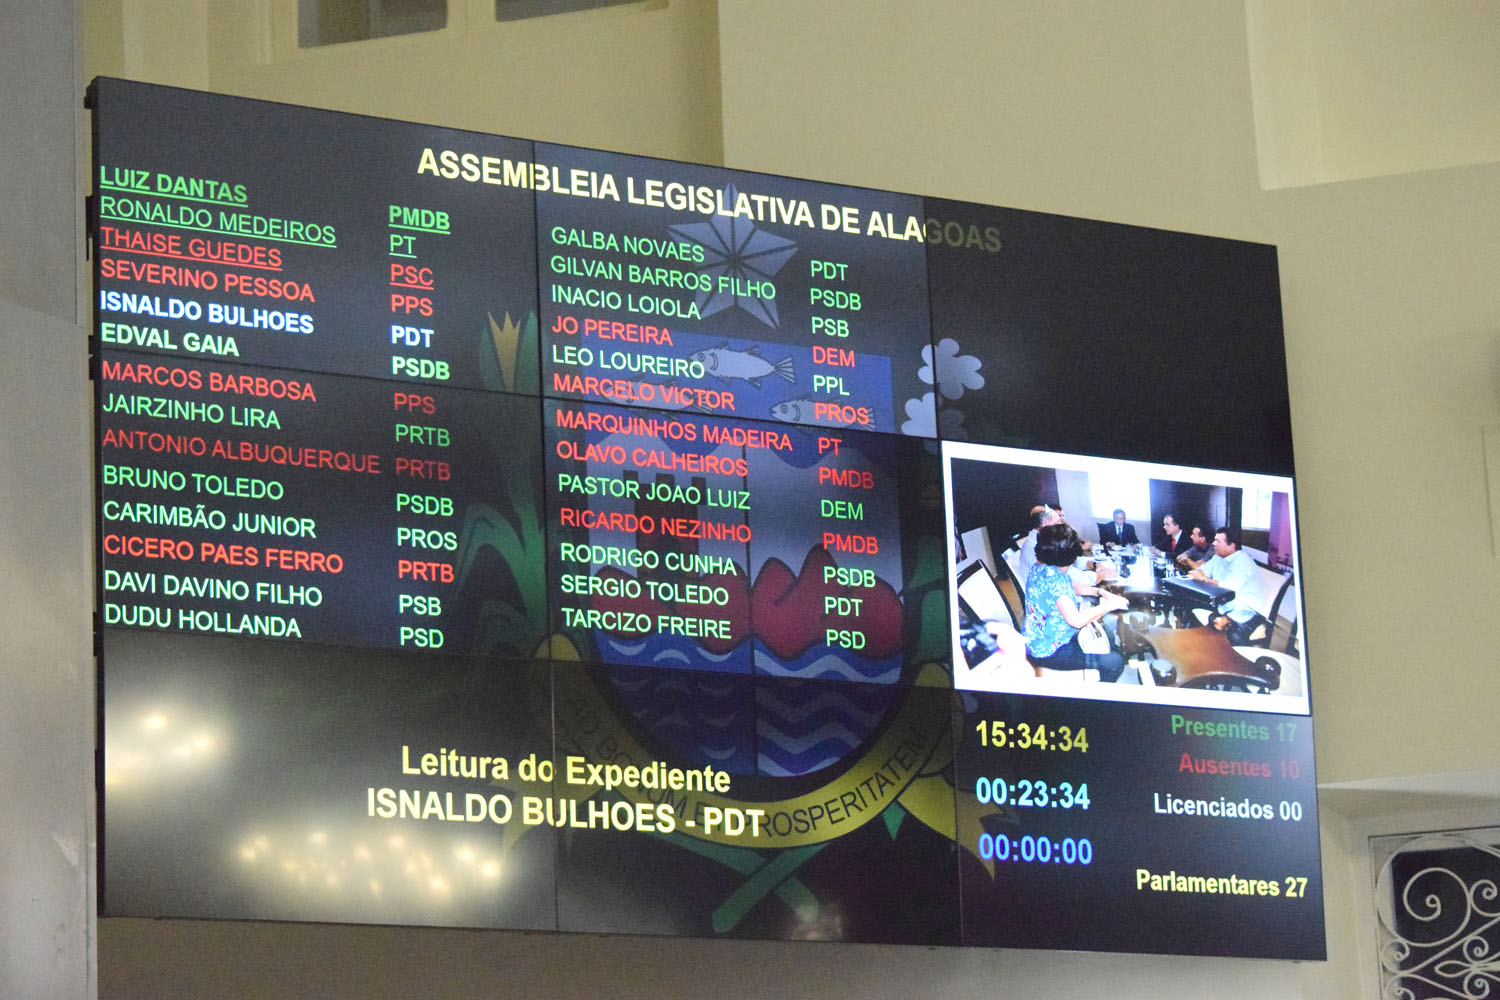 ASSEMBLEIA LEGISLATIVA DE ALAGOAS
LUIZ DANTAS PMDB
RONALDO MEDEIROS PT
THAISE GUEDES PSC
SEVERINO PESSOA PPS
ISNALDO BULHOES PDT
EDVAL GAIA PSDB
MARCOS BARBOSA PPS
JAIRZINHO LIRA PRTB
ANTONIO ALBUQUERQUE PRTB
BRUNO TOLEDO PSDB
CARIMBÃO JUNIOR PROS
CICERO PAES FERRO PRTB
DAVI DAVINO FILHO PSB
DUDU HOLLANDA PSD
GALBA NOVAES PDT
GILVAN BARROS FILHO PSDB
INACIO LOIOLA PSB
JO PEREIRA DEM
LEO LOUREIRO PPL
MARCELO VICTOR PROS
MARQUINHOS MADEIRA PT
OLAVO CALHEIROS PMDB
PASTOR JOAO LUIZ DEM
RICARDO NEZINHO PMDB
RODRIGO CUNHA PSDB
SERGIO TOLEDO PDT
TARCIZO FREIRE PSD
Leitura do Expediente
ISNALDO BULHOES - PDT
15:34:34
00:23:34
00:00:00
Presentes 17
Ausentes 10
Licenciados 00
Parlamentares 27
PROSPERITATEM